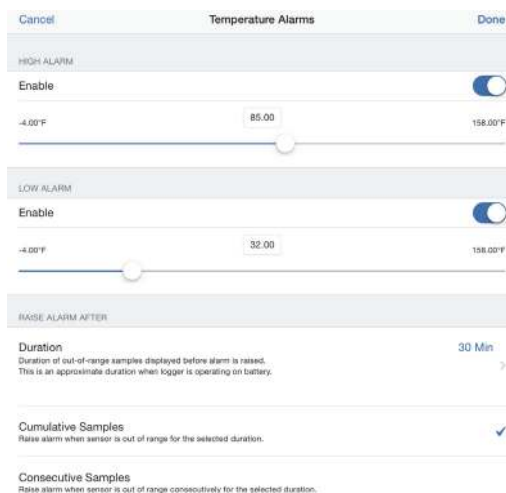 Cancel Temperature Alarms Done
HIGH ALARM
Enable
-4.00°F 85.00 158.00°F
LOW ALARM
Enable
-4.00°F 32.00 158.00°F
RAISE ALARM AFTER
Duration 30 Min
Duration of out-of-range samples displayed before alarm is raised.
This is an approximate duration when logger is operating on battery.
Cumulative Samples
Raise alarm when sensor is out of range for the selected duration.
Consecutive Samples
Raise alarm when sensor is out of range consecutively for the selected duration.